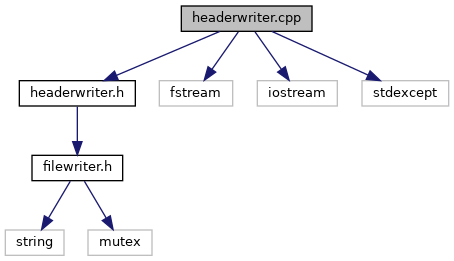 headerwriter.cpp
headerwriter.h
fstream
iostream
stdexcept
filewriter.h
string
mutex